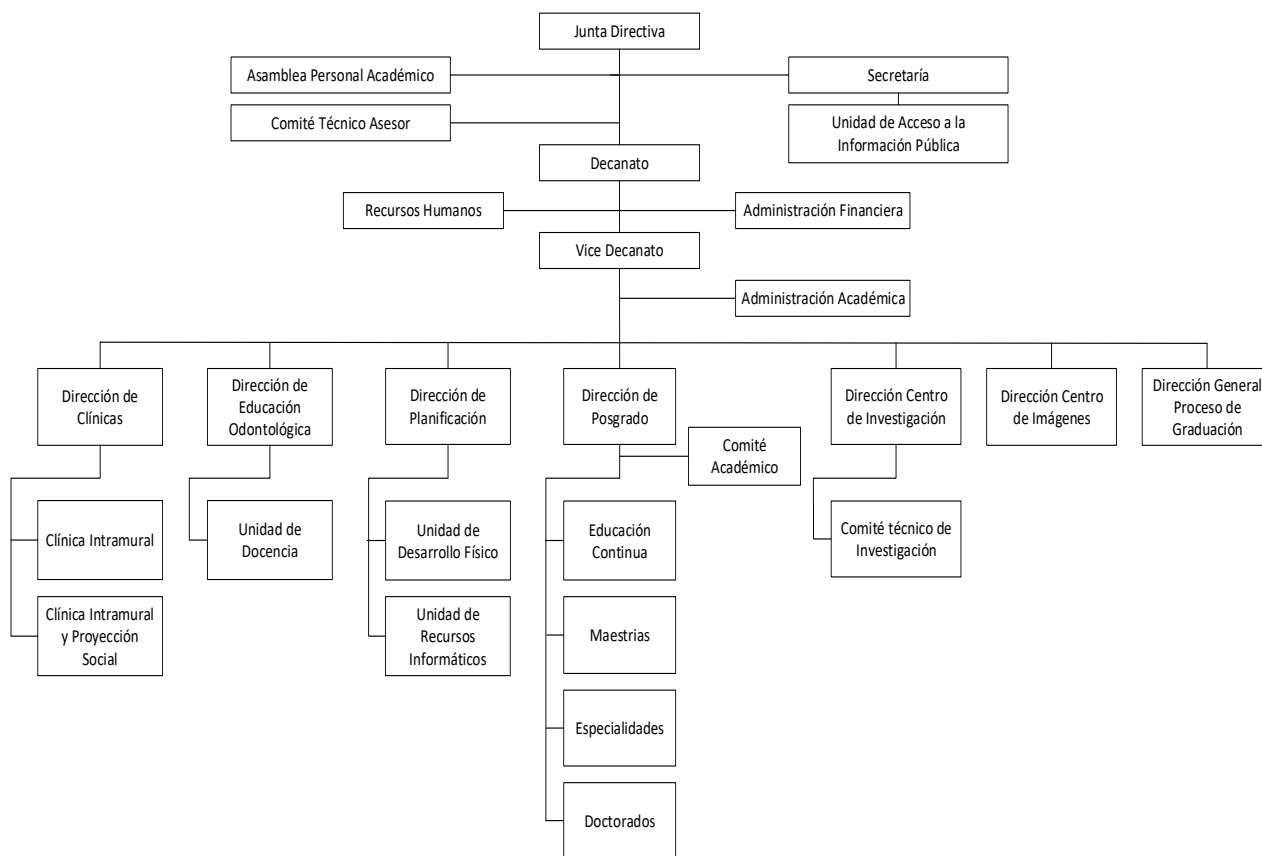 Junta Directiva
Asamblea Personal Académico
Secretaría
Comité Técnico Asesor
Unidad de Acceso a la
Información Pública
Decanato
Recursos Humanos
Administración Financiera
Vice Decanato
Administración Académica
Dirección de
Clínicas
Dirección de
Educación
Odontológica
Dirección de
Planificación
Dirección de
Posgrado
Dirección Centro
de Investigación
Dirección Centro
de Imágenes
Dirección General
Proceso de
Graduación
Comité
Académico
Clínica Intramural
Unidad de
Docencia
Unidad de
Desarrollo Físico
Educación
Continua
Comité técnico de
Investigación
Clínica Intramural
y Proyección
Social
Unidad de
Recursos
Informáticos
Maestrias
Especialidades
Doctorados